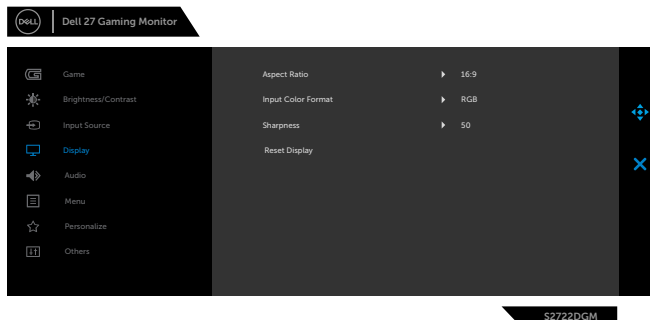 DELL
Dell 27 Gaming Monitor
Game
Aspect Ratio 16:9
Brightness/Contrast
Input Color Format RGB
Input Source
Sharpness 50
Display
Reset Display
Audio
Menu
Personalize
Others
S2722DGM